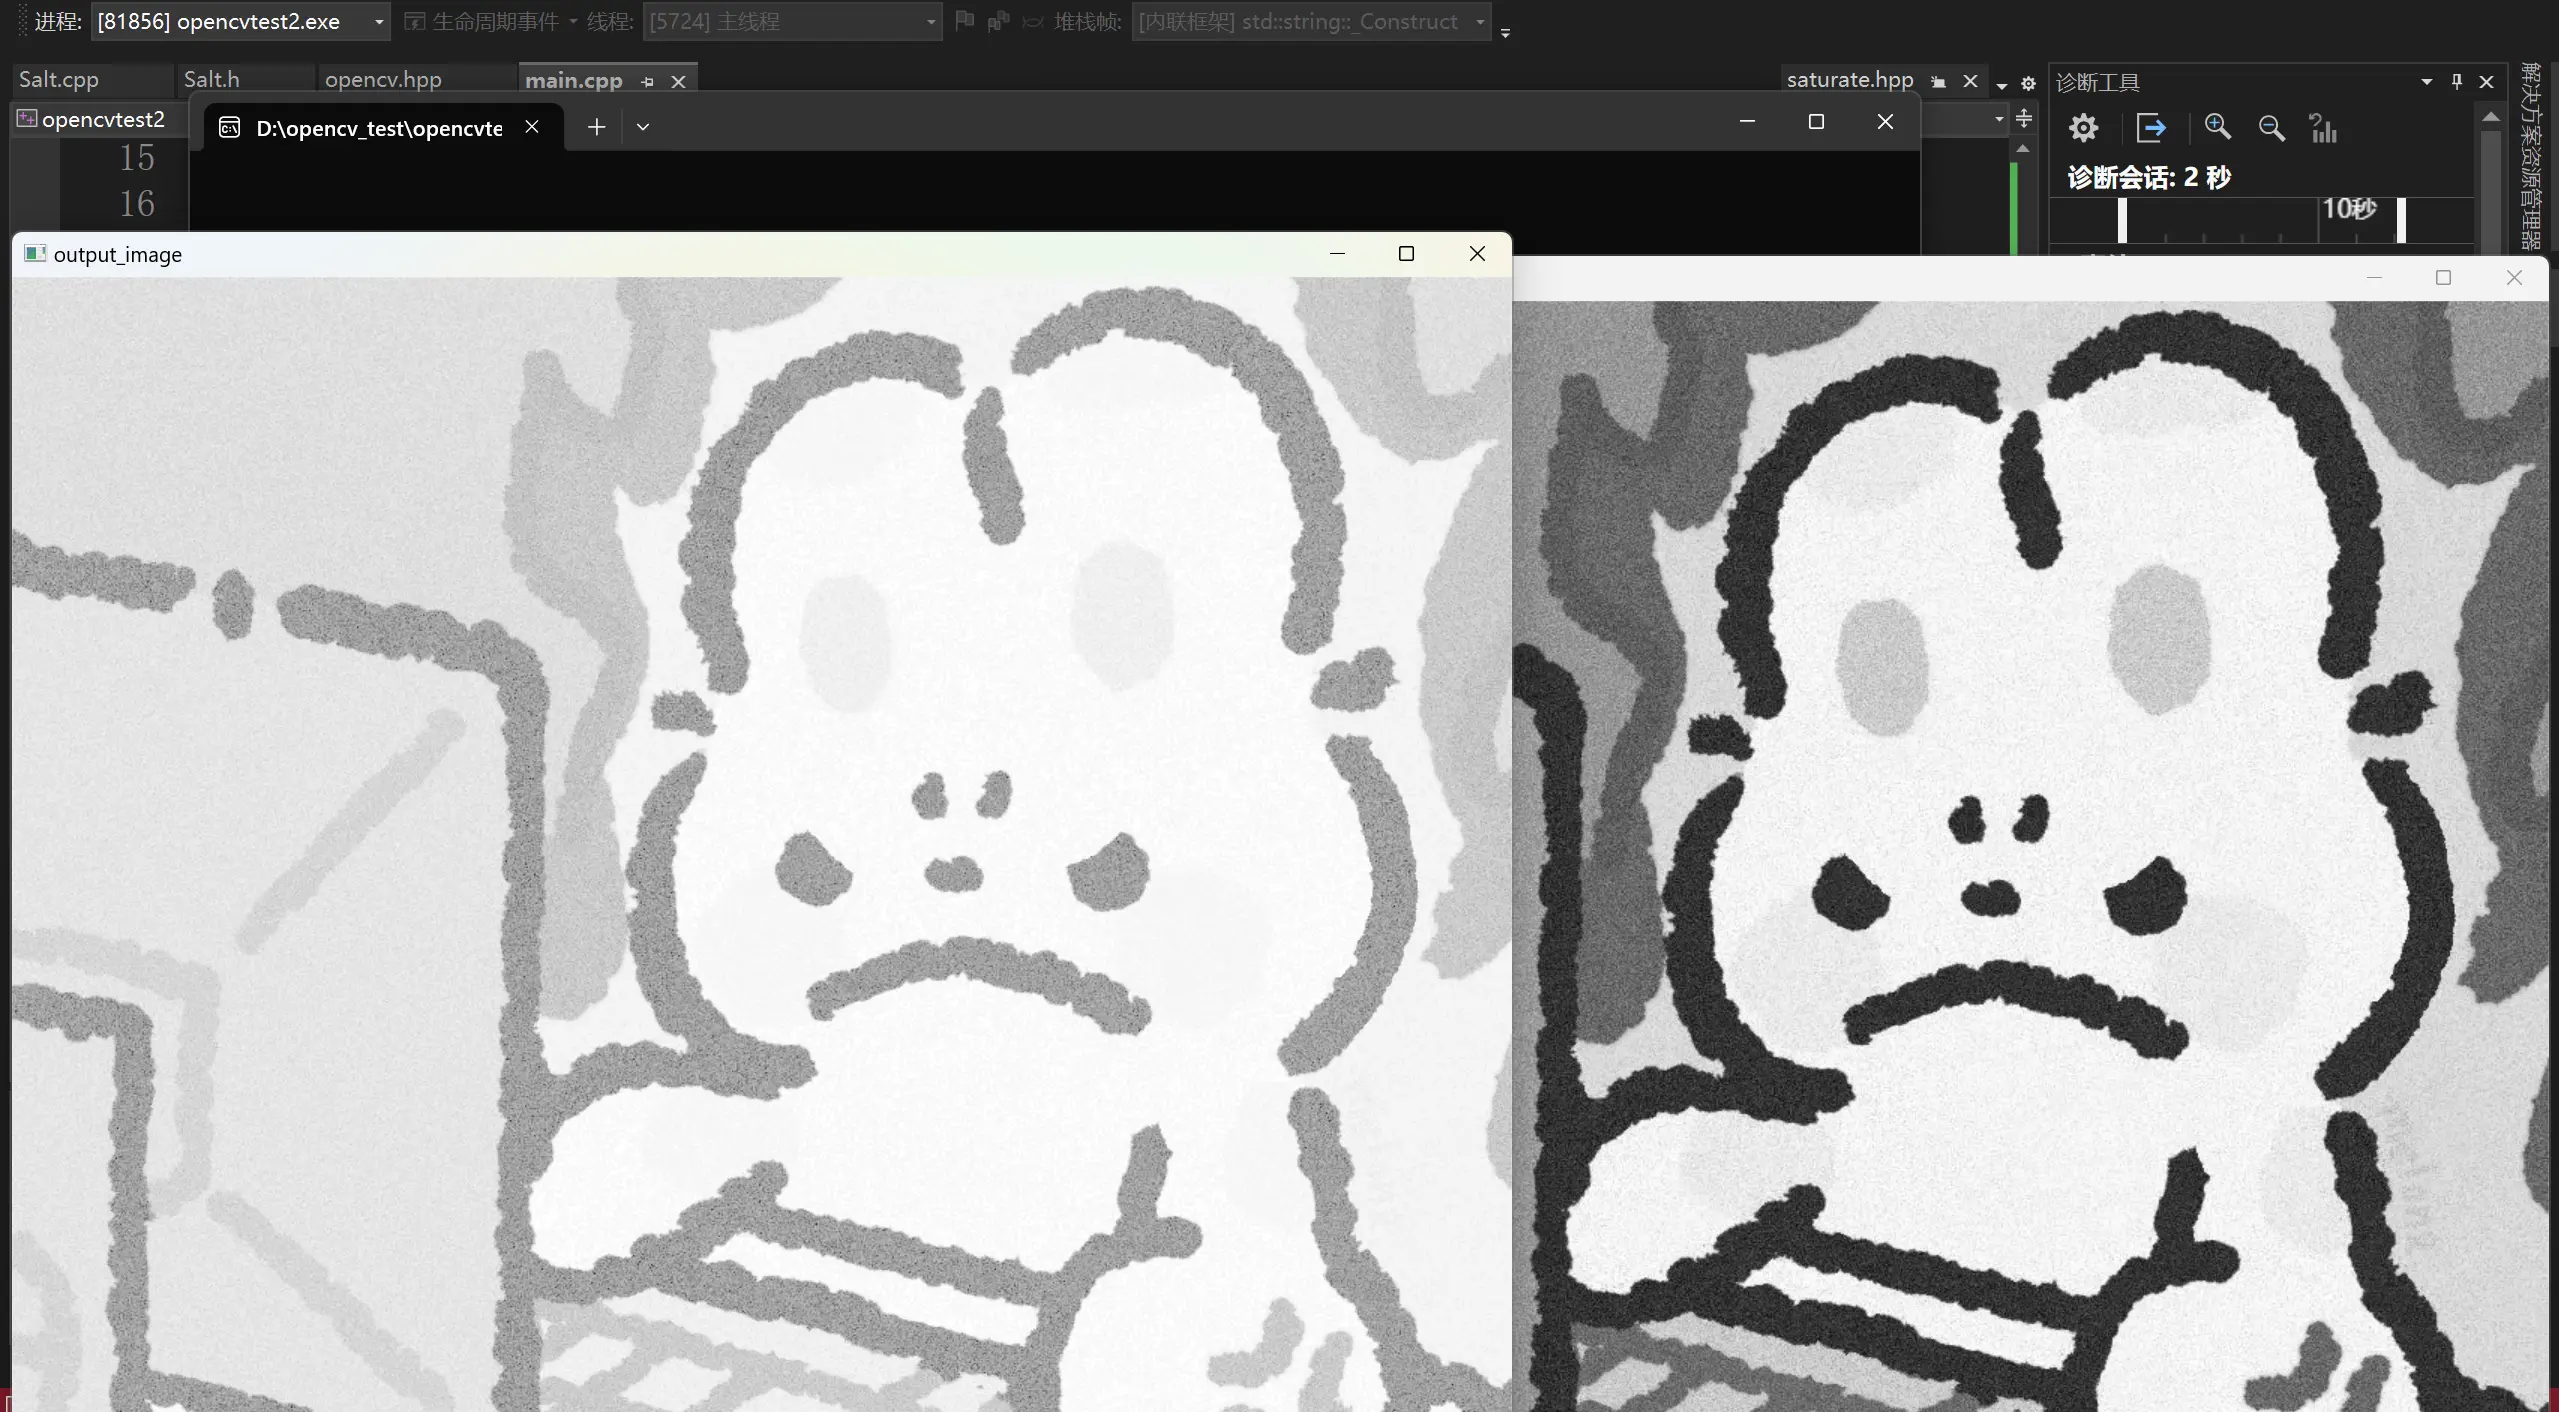 进程: [81856] opencvtest2.exe 生命周期事件 线程: [5724] 主线程 堆栈帧: [内联框架] std::string::_Construct
Salt.cpp Salt.h opencv.hpp main.cpp saturate.hpp
诊断工具
opencvtest2
D:\opencv_test\opencvte
15
16
诊断会话: 2 秒
10秒
output_image
解决方案资源管理器